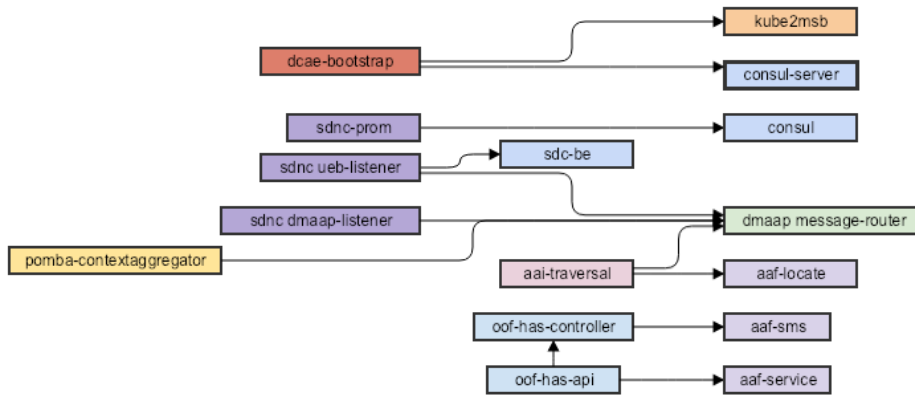 kube2msb
dcae-bootstrap
consul-server
sdnc-prom
consul
sdnc ueb-listener
sdc-be
sdnc dmaap-listener
dmaap message-router
pomba-contextaggregator
aai-traversal
aaf-locate
oof-has-controller
aaf-sms
oof-has-api
aaf-service